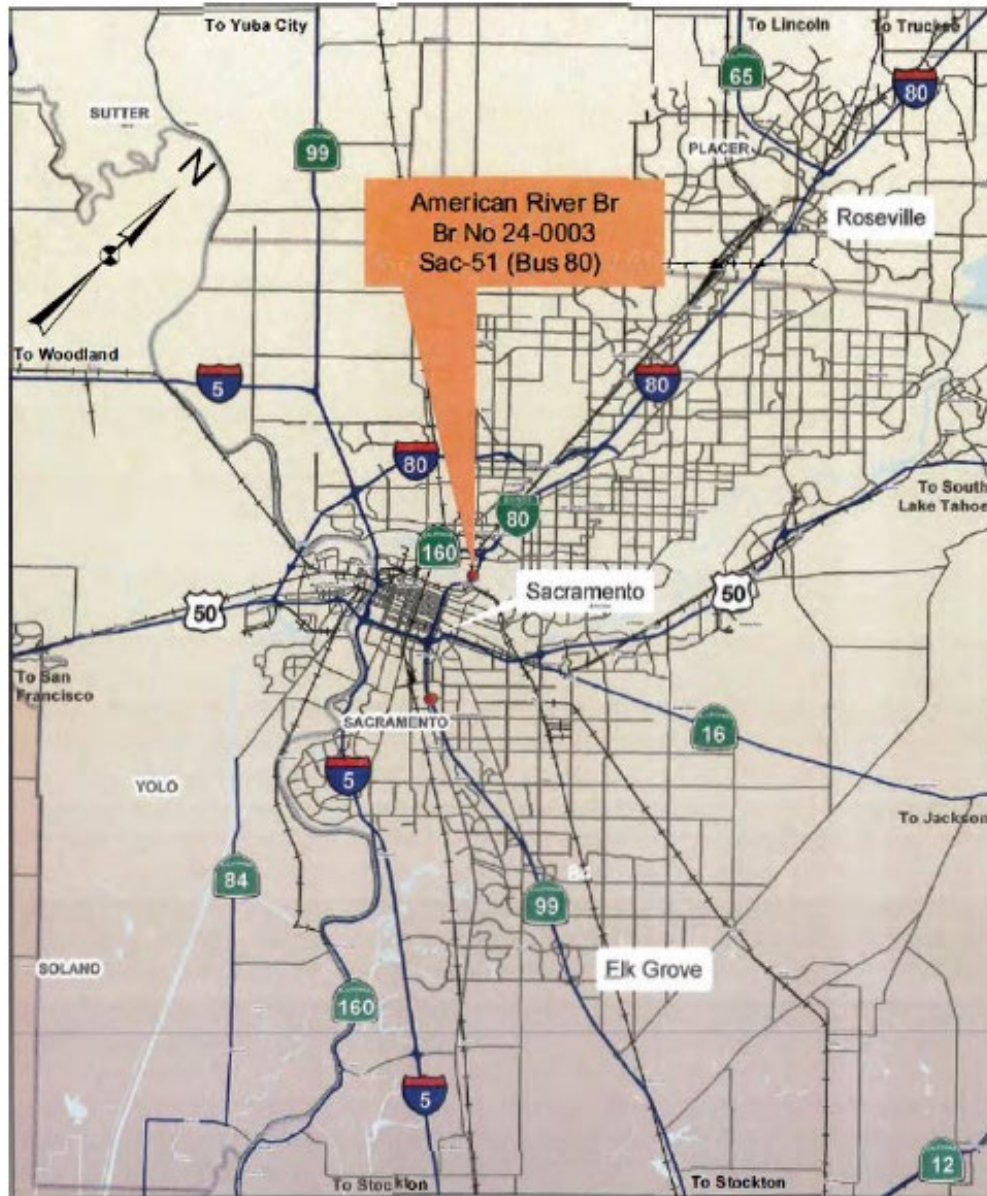 To Yuba City
To Lincoln
To Truckee
65
80
SUTTER
99
PLACER
N
American River Br
Br No 24-0003
Sac-51 (Bus 80)
Roseville
To Woodland
5
80
80
To South
Lake Tahoe
80
160
Sacramento
50
50
To San
Francisco
SACRAMENTO
16
5
YOLO
To Jackson
84
99
Elk Grove
SOLANO
160
5
12
To Stockton
To Stockton